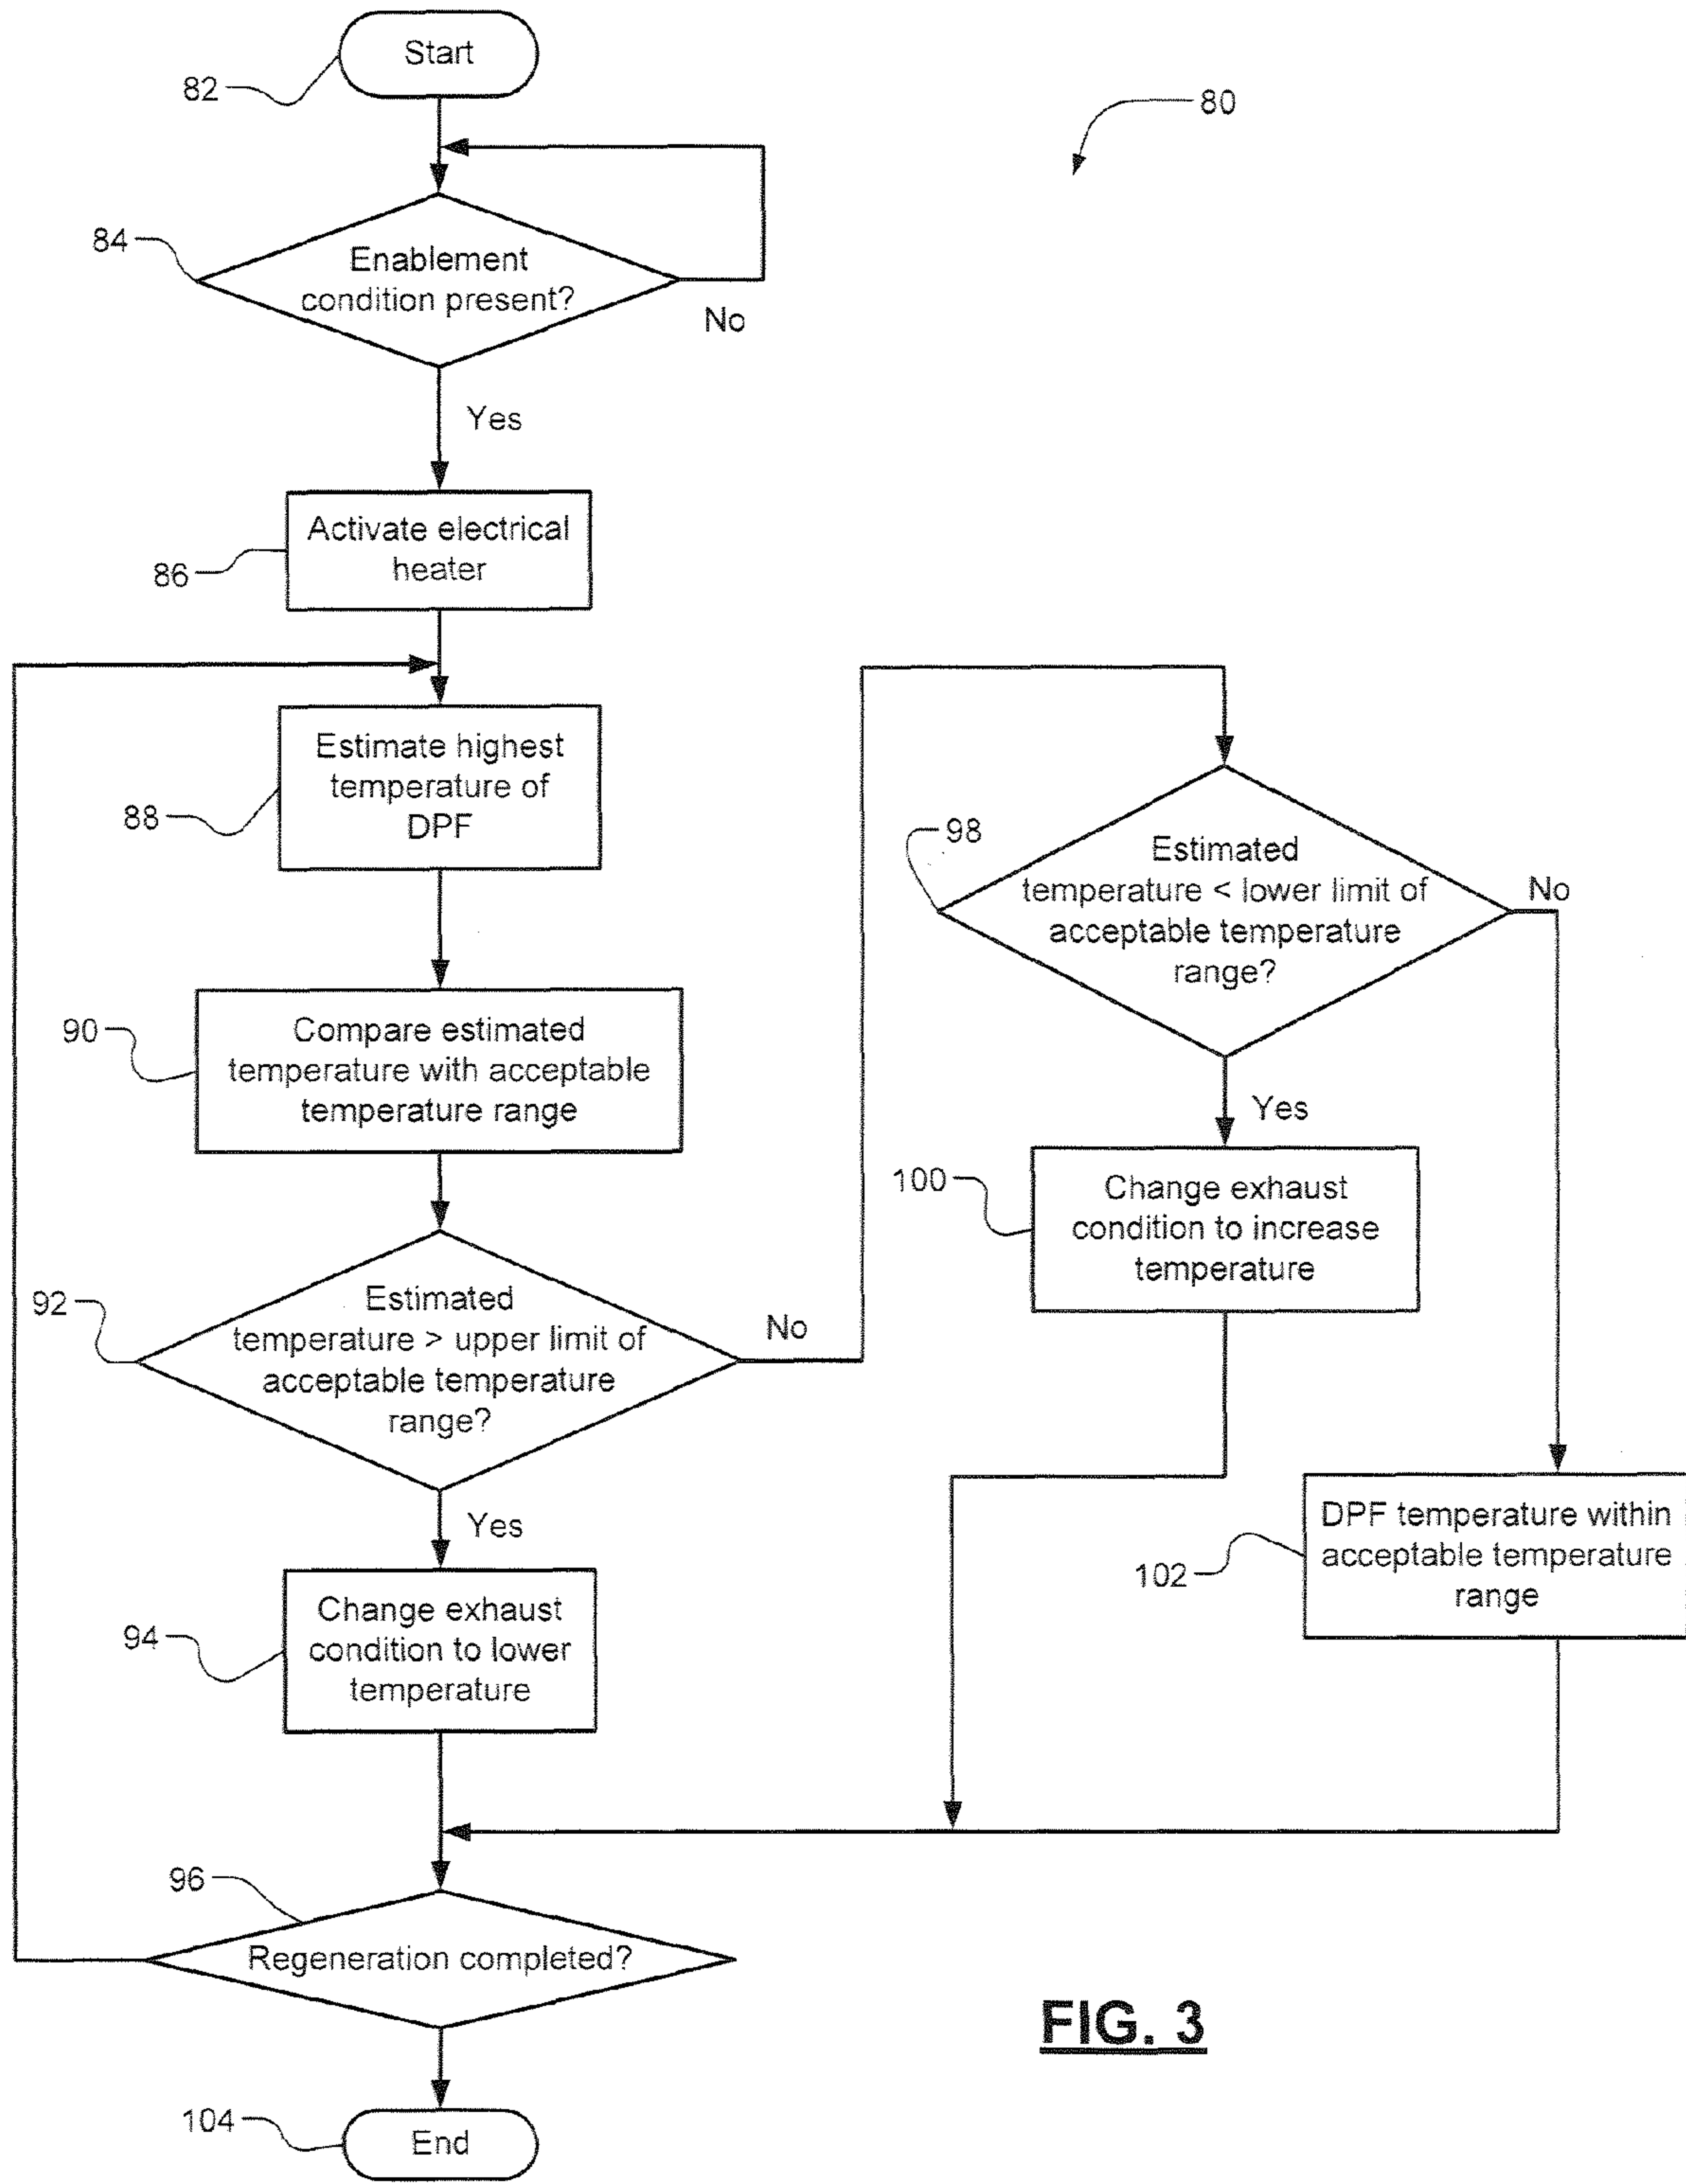 Start
82
80
84
Enablement
condition present?
No
Yes
Activate electrical
heater
86
Estimate highest
temperature of
DPF
88
98
Estimated
temperature < lower limit of
acceptable temperature
range?
No
90
Compare estimated
temperature with acceptable
temperature range
Yes
100
Change exhaust
condition to increase
temperature
92
Estimated
temperature > upper limit of
acceptable temperature
range?
No
Yes
DPF temperature within
acceptable temperature
range
102
94
Change exhaust
condition to lower
temperature
96
Regeneration completed?
FIG. 3
104
End